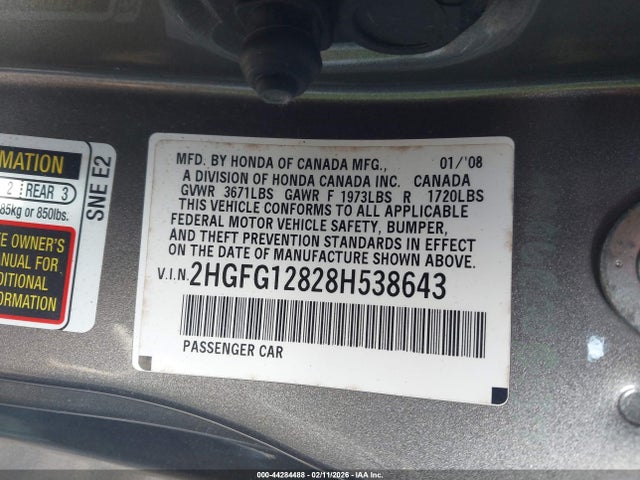 MFD. BY HONDA OF CANADA MFG., 01/'08
A DIVISION OF HONDA CANADA INC. CANADA
GVWR 3671LBS GAWR F 1973LBS R 1720LBS
THIS VEHICLE CONFORMS TO ALL APPLICABLE
FEDERAL MOTOR VEHICLE SAFETY, BUMPER,
AND THEFT PREVENTION STANDARDS IN EFFECT
ON THE DATE OF MANUFACTURE SHOWN ABOVE.
V.I.N. 2HGFG12828H538643
PASSENGER CAR
RMATION
2 REAR 3
85kg or 850lbs.
SNE E2
E OWNER'S
ANUAL FOR
DITIONAL
ORMATION
000-44284488 - 02/11/2026 - IAA Inc.